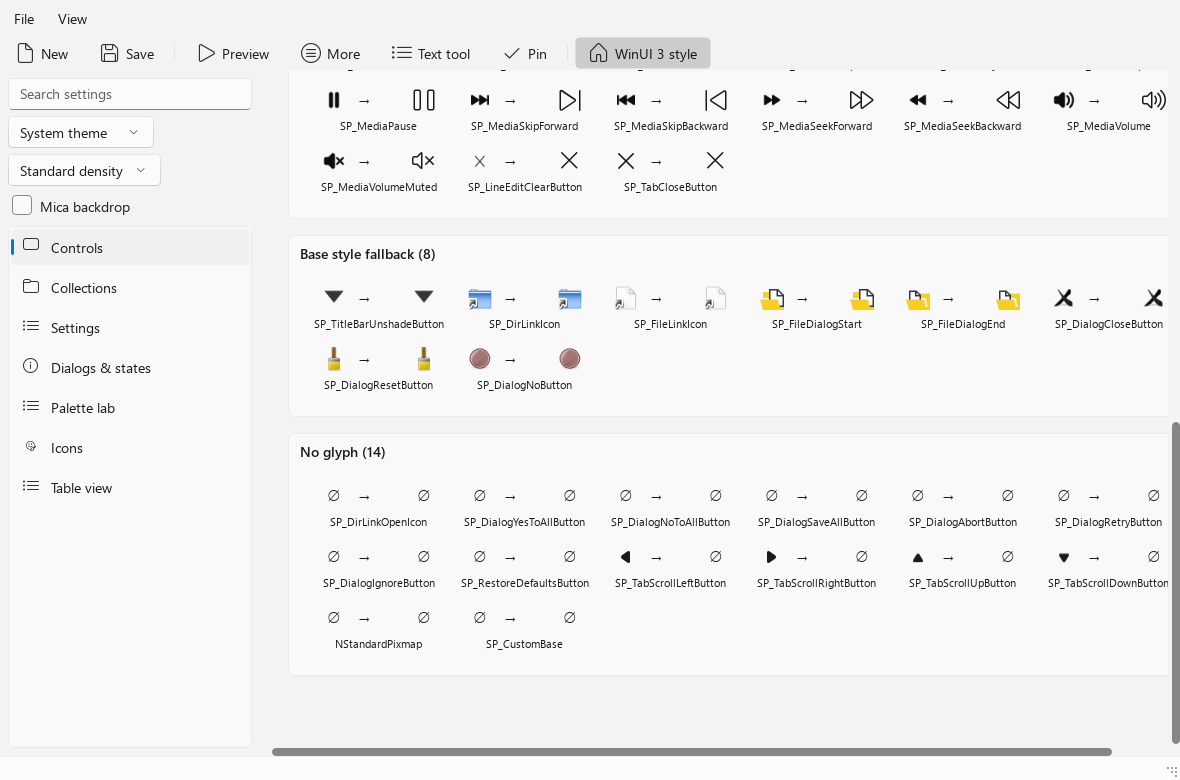 File View
New Save Preview More Text tool Pin WinUI 3 style
Search settings
System theme
Standard density
Mica backdrop
Controls
Collections
Settings
Dialogs & states
Palette lab
Icons
Table view
SP_MediaPause SP_MediaSkipForward SP_MediaSkipBackward SP_MediaSeekForward SP_MediaSeekBackward SP_MediaVolume
SP_MediaVolumeMuted SP_LineEditClearButton SP_TabCloseButton
Base style fallback (8)
SP_TitleBarUnshadeButton SP_DirLinkIcon SP_FileLinkIcon SP_FileDialogStart SP_FileDialogEnd SP_DialogCloseButton
SP_DialogResetButton SP_DialogNoButton
No glyph (14)
SP_DirLinkOpenIcon SP_DialogYesToAllButton SP_DialogNoToAllButton SP_DialogSaveAllButton SP_DialogAbortButton SP_DialogRetryButton
SP_DialogIgnoreButton SP_RestoreDefaultsButton SP_TabScrollLeftButton SP_TabScrollRightButton SP_TabScrollUpButton SP_TabScrollDownButton
NStandardPixmap SP_CustomBase